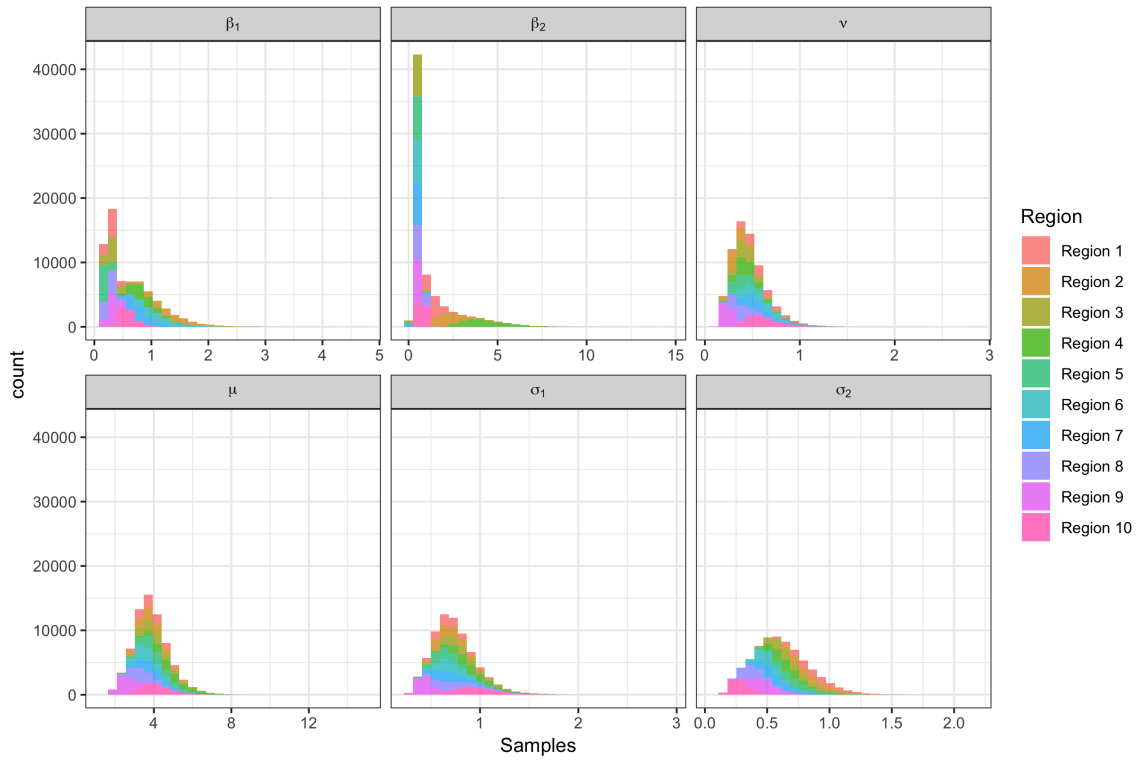 β1
β2
ν
40000
30000
20000
10000
0
0 1 2 3 4 5
0 5 10 15
0 1 2 3
count
μ
σ1
σ2
40000
30000
20000
10000
0
4 8 12
1 2 3
0.0 0.5 1.0 1.5 2.0
Samples
Region
Region 1
Region 2
Region 3
Region 4
Region 5
Region 6
Region 7
Region 8
Region 9
Region 10